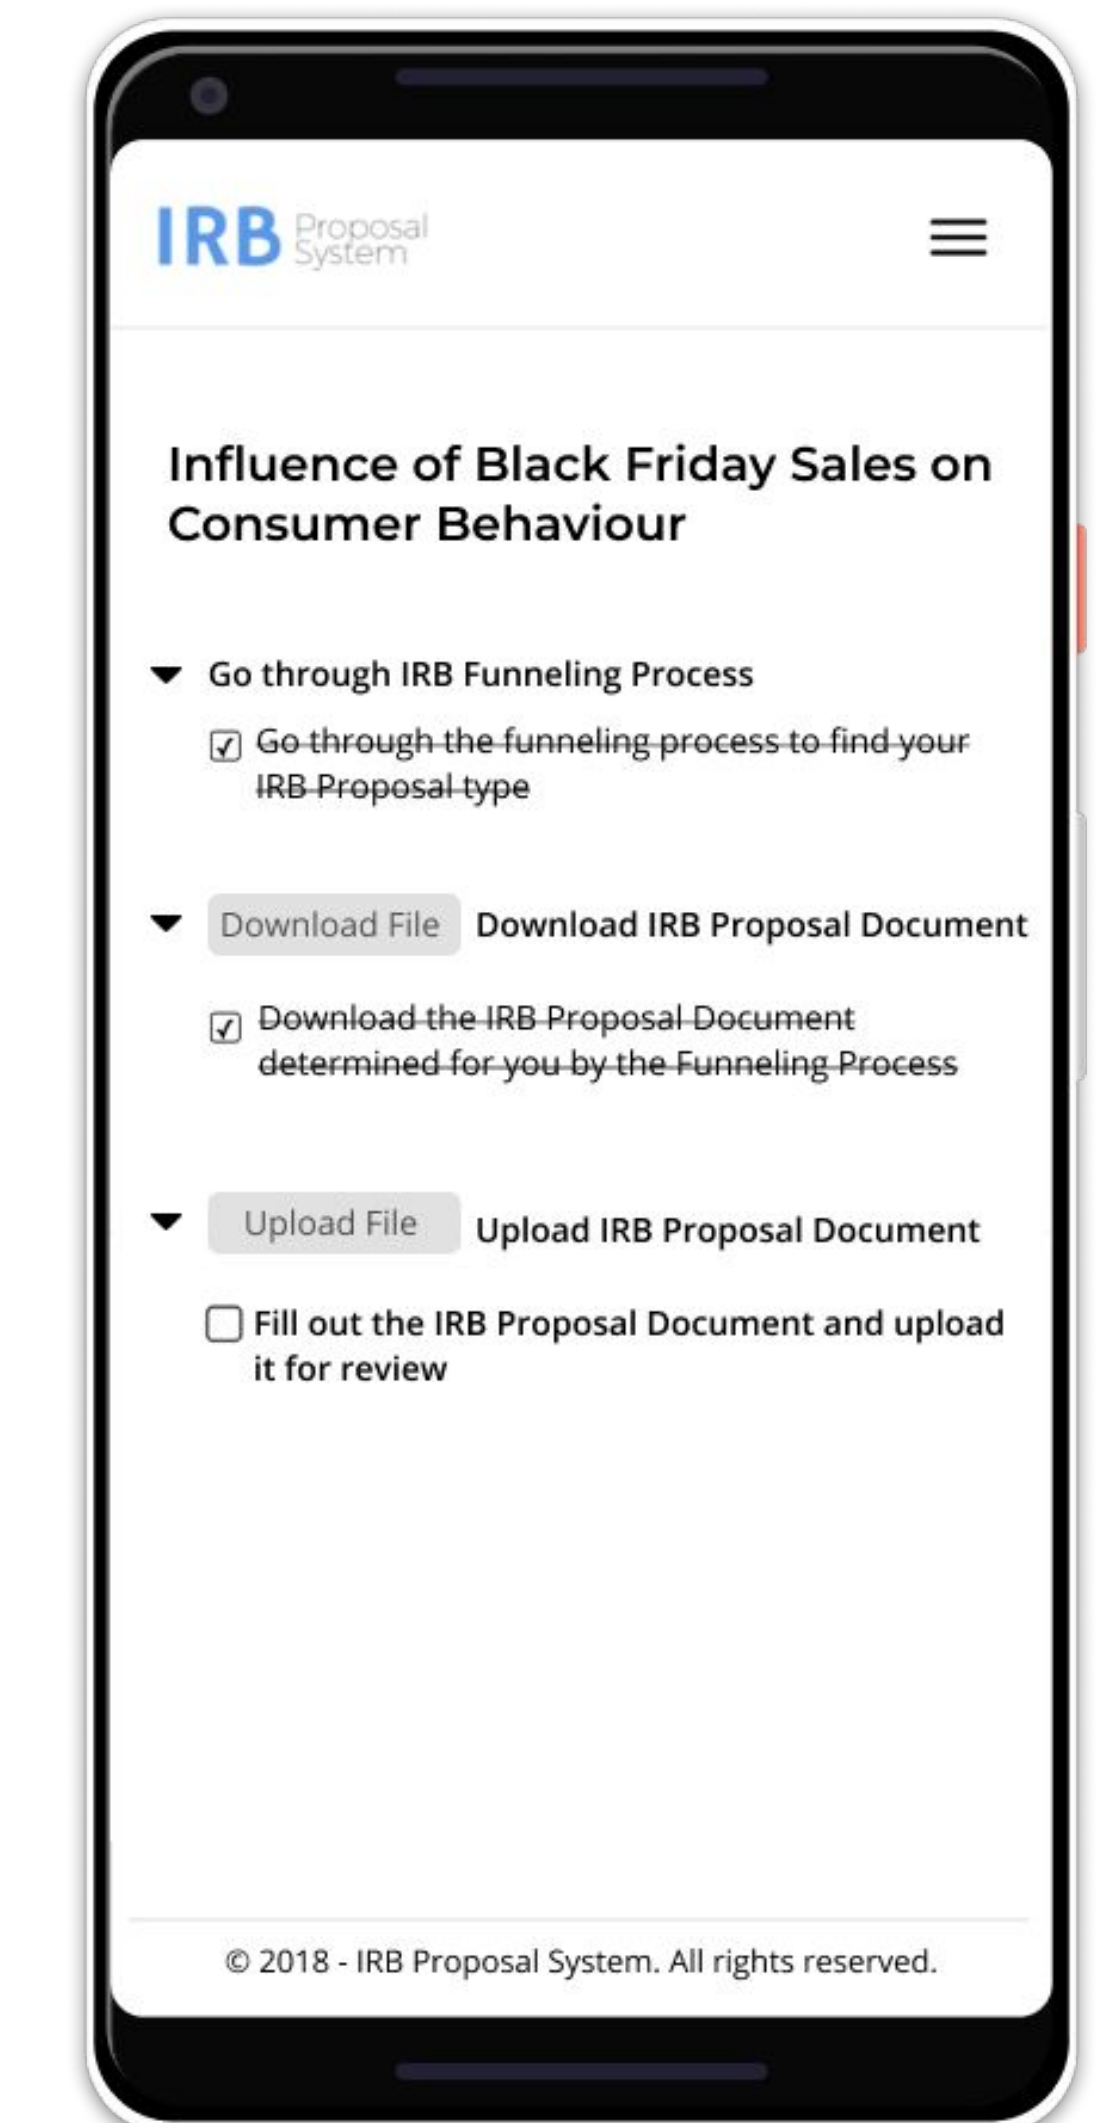 IRB Proposal
System
Influence of Black Friday Sales on
Consumer Behaviour
Go through IRB Funneling Process
Go through the funneling process to find your
IRB Proposal type
Download File Download IRB Proposal Document
Download the IRB Proposal Document
determined for you by the Funneling Process
Upload File Upload IRB Proposal Document
Fill out the IRB Proposal Document and upload
it for review
© 2018 - IRB Proposal System. All rights reserved.